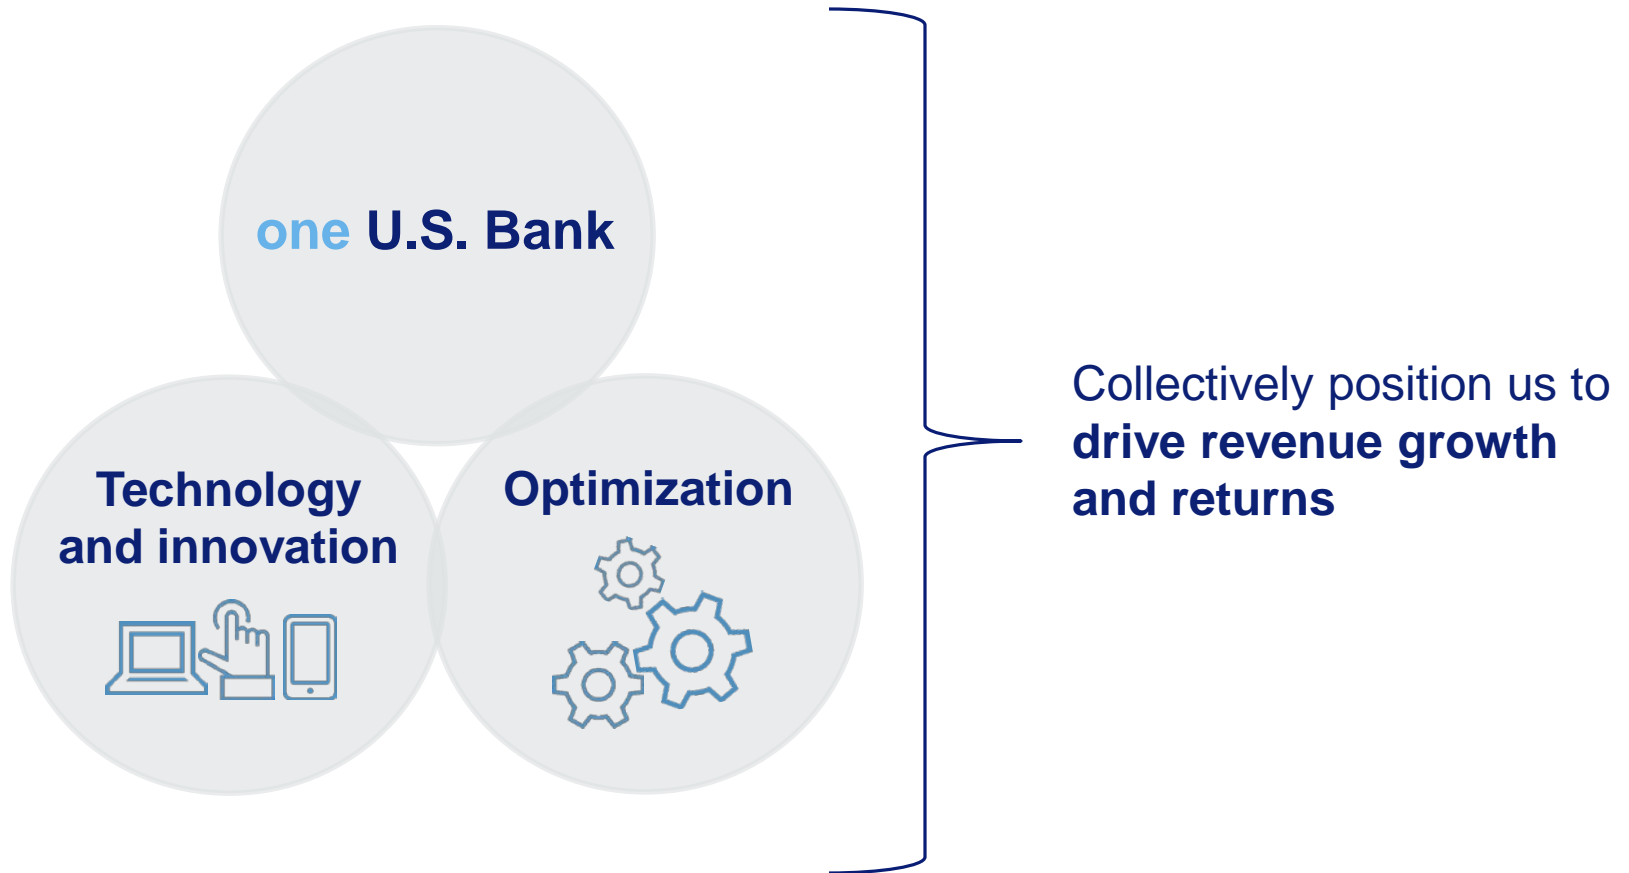 one U.S. Bank
Technology
and innovation
Optimization
Collectively position us to
drive revenue growth
and returns